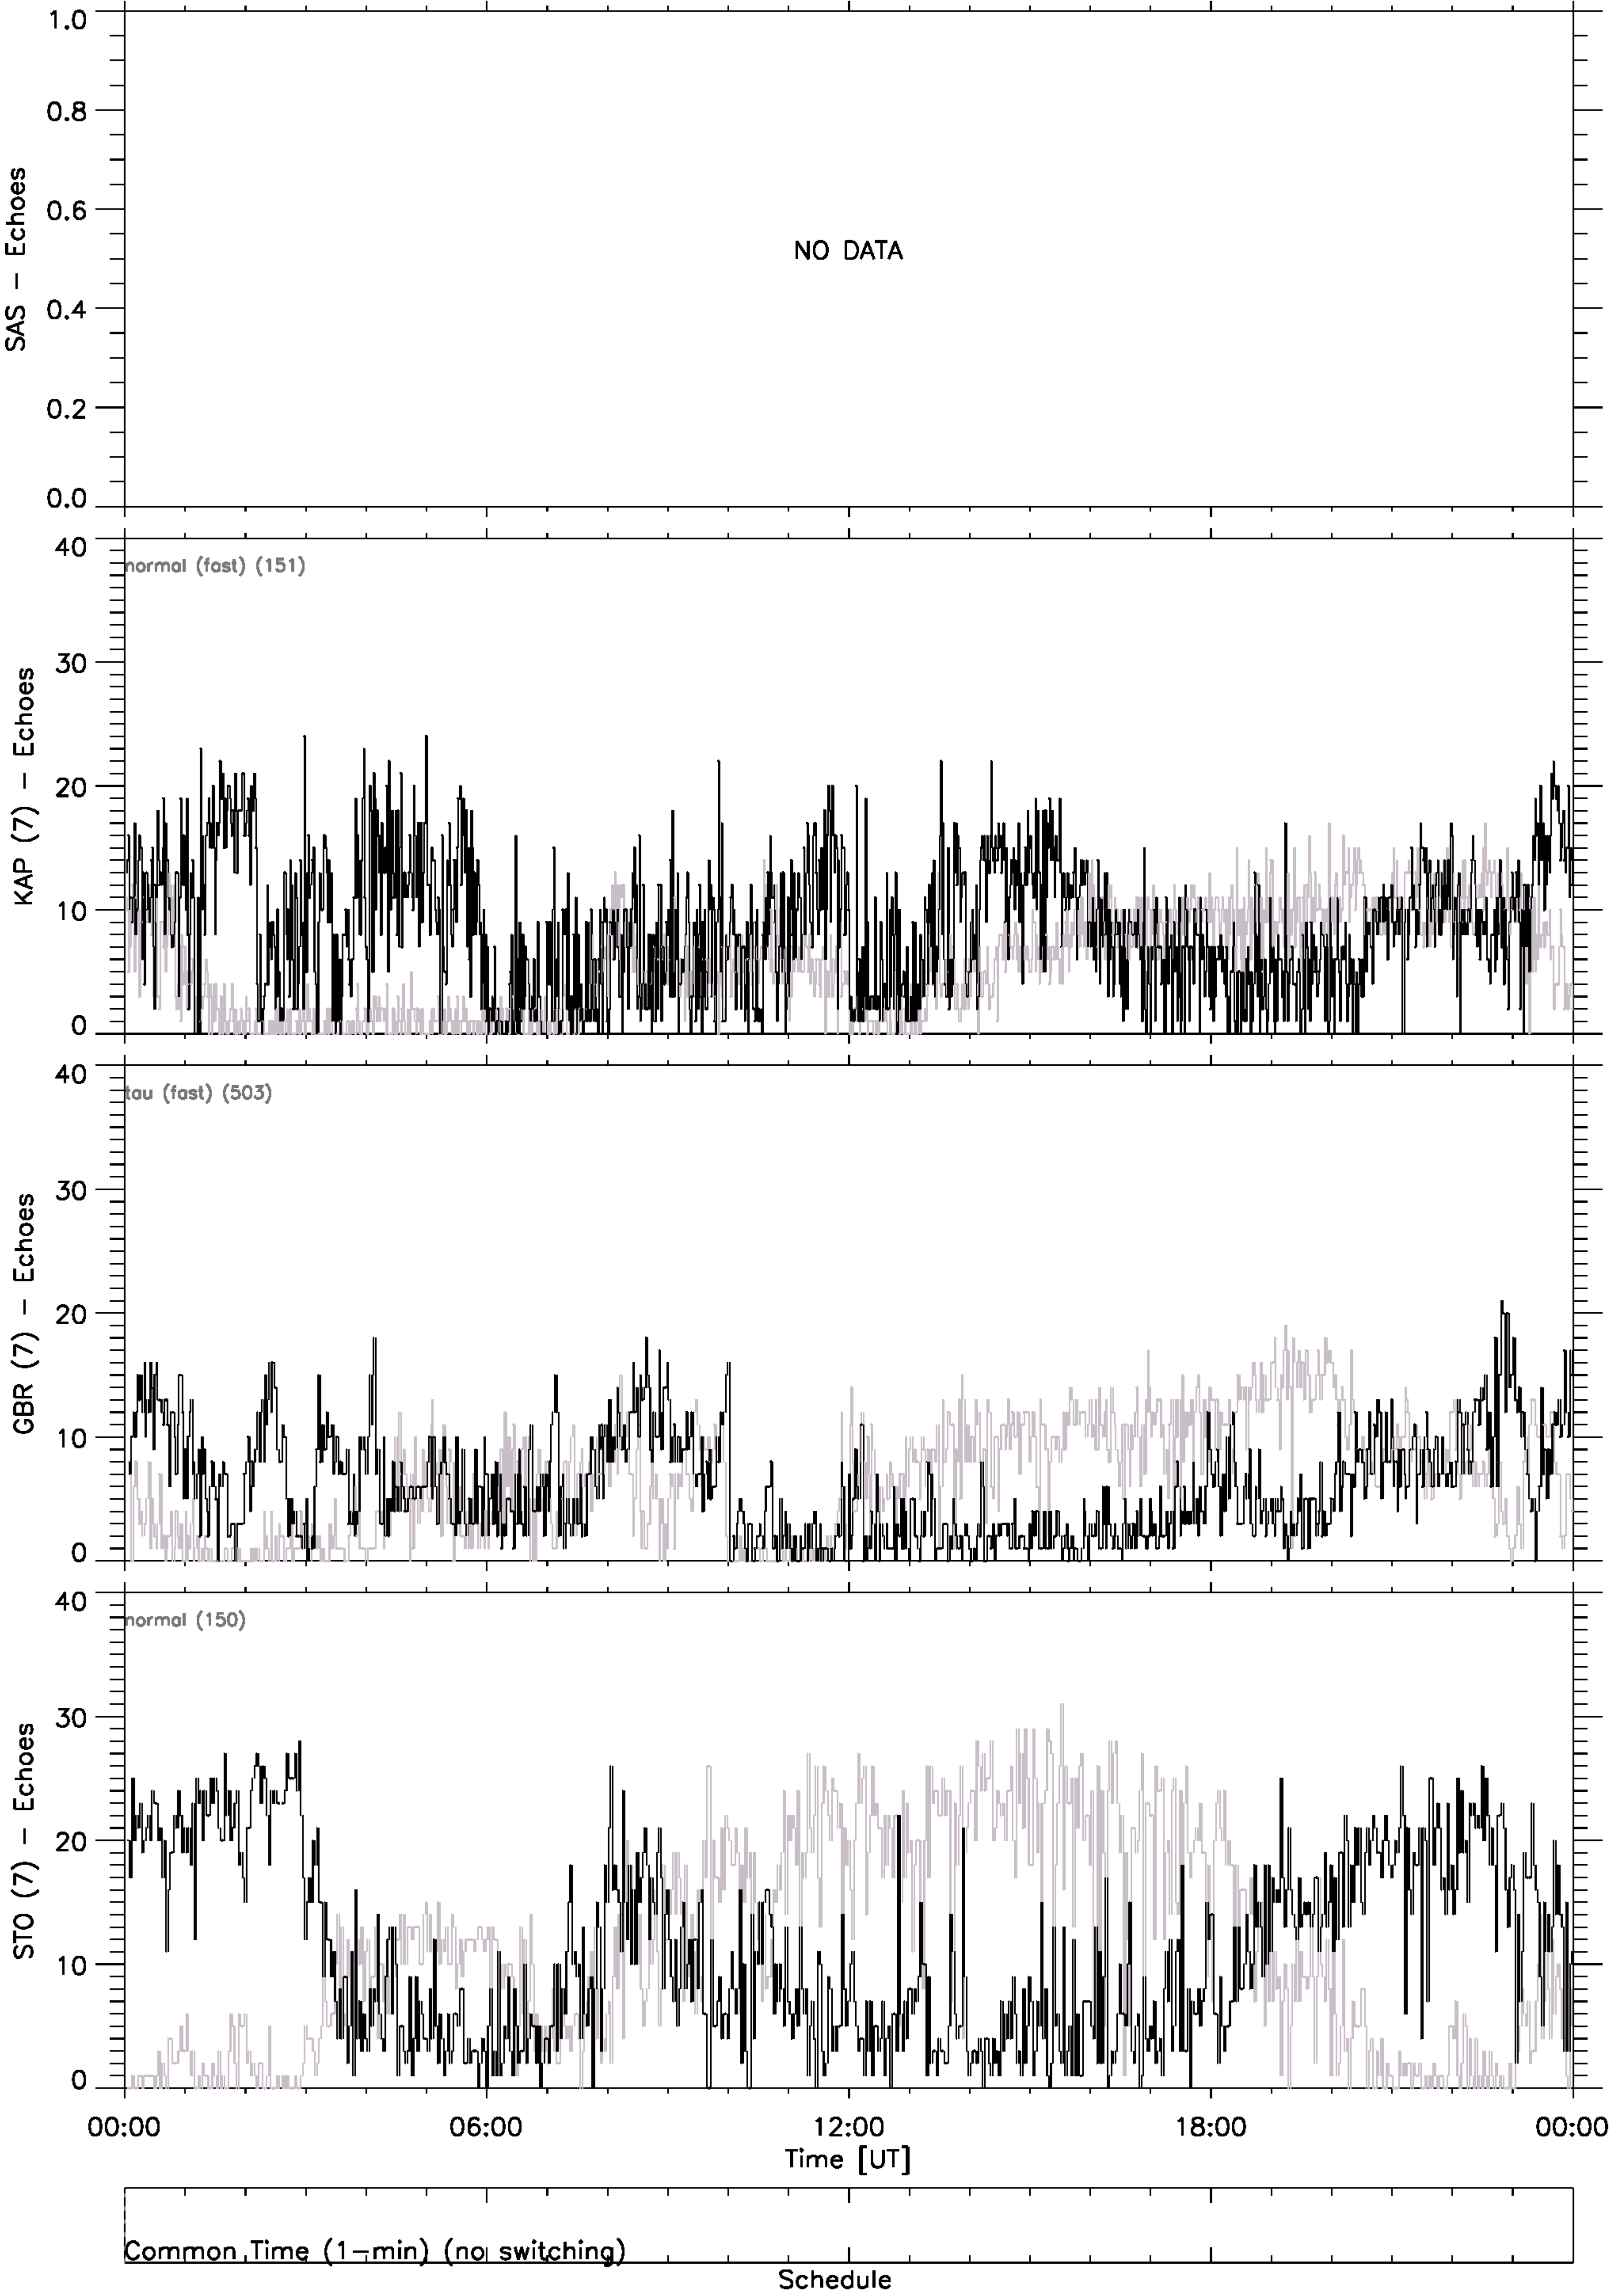 SAS – Echoes
1.0
0.8
0.6
0.4
0.2
0.0
NO DATA
KAP (7) – Echoes
40
30
20
10
0
normal (fast) (151)
GBR (7) – Echoes
40
30
20
10
0
tau (fast) (503)
STO (7) – Echoes
40
30
20
10
0
normal (150)
00:00 06:00 12:00 18:00 00:00
Time [UT]
Common Time (1–min) (no switching)
Schedule